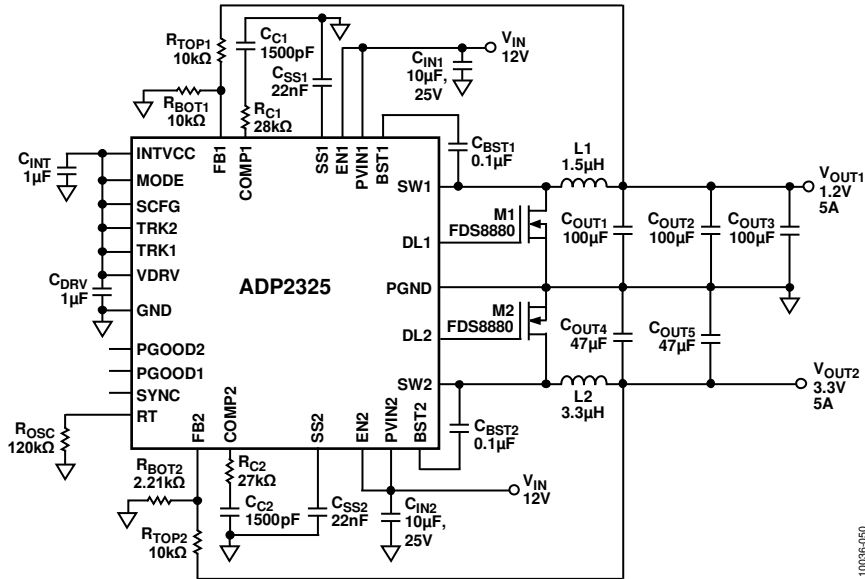 RTOP1
10kΩ
CC1
1500pF
CSS1
22nF
RBOT1
10kΩ
RC1
28kΩ
CIN1
10µF,
25V
VIN
12V
CINT
1µF
INTVCC
MODE
SCFG
TRK2
TRK1
VDRV
GND
PGOOD2
PGOOD1
SYNC
RT
CDRV
1µF
ROSC
120kΩ
FB1
COMP1
SS1
EN1
PVIN1
BST1
ADP2325
SW1
DL1
PGND
DL2
SW2
FB2
COMP2
SS2
EN2
PVIN2
BST2
CBST1
0.1µF
L1
1.5µH
M1
FDS8880
COUT1
100µF
COUT2
100µF
COUT3
100µF
VOUT1
1.2V
5A
M2
FDS8880
COUT4
47µF
COUT5
47µF
L2
3.3µH
VOUT2
3.3V
5A
CBST2
0.1µF
RBOT2
2.21kΩ
RTOP2
10kΩ
RC2
27kΩ
CC2
1500pF
CSS2
22nF
CIN2
10µF,
25V
VIN
12V
10036-050